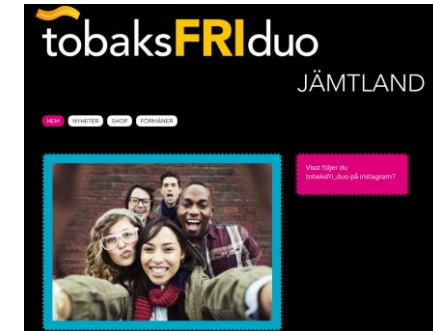 tobaksFRIduo
JÄMTLAND
HEM NYHETER SHOP FÖRMÅNER
Visst följer du
tobaksfri_duo på instagram?